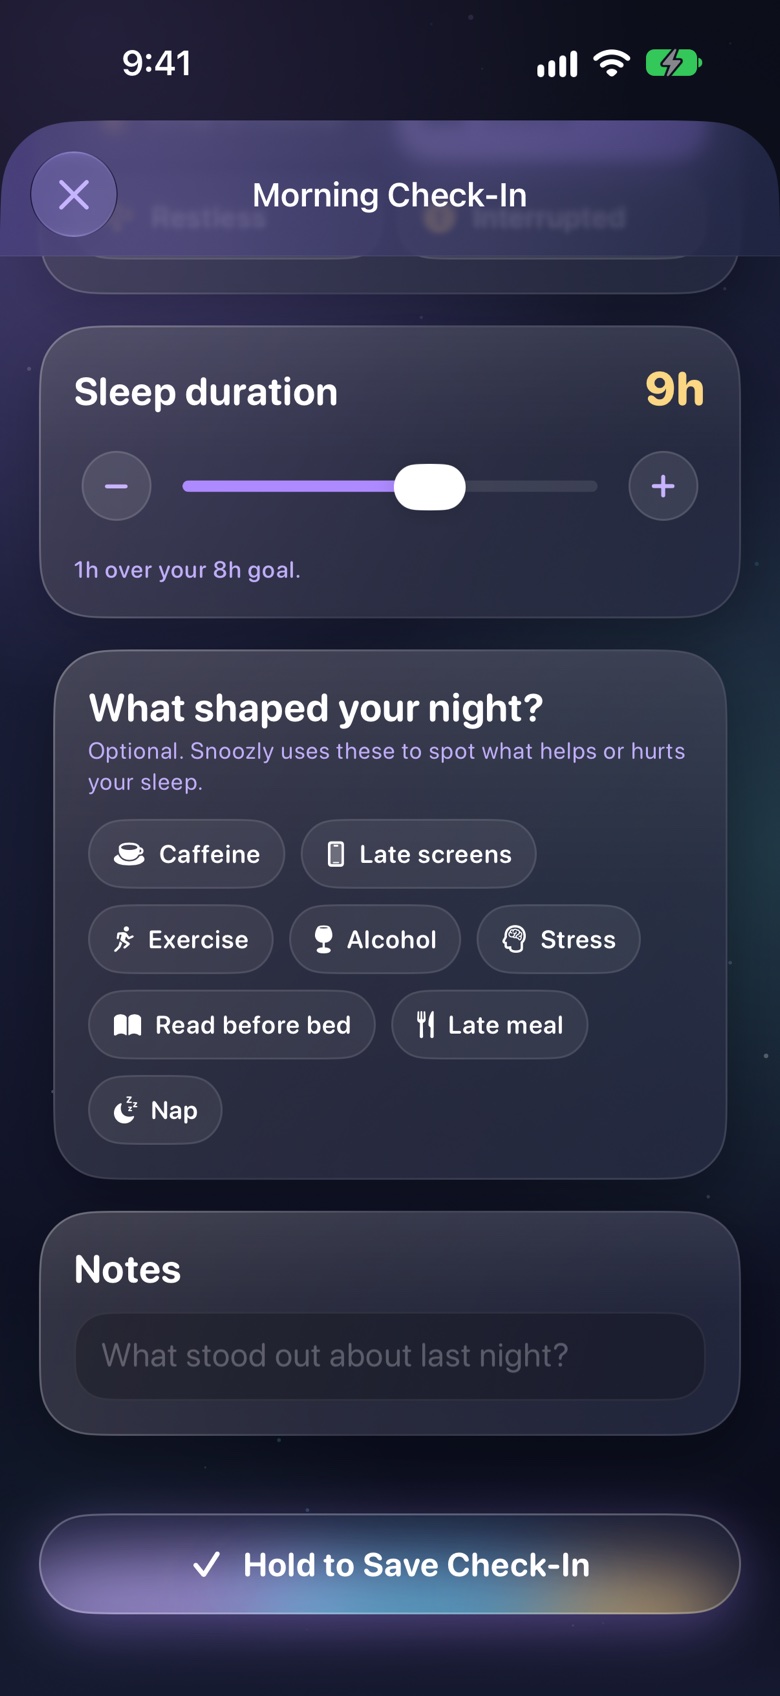 9:41
Morning Check-In
Restless
Interrupted
Sleep duration
9h
1h over your 8h goal.
What shaped your night?
Optional. Snoozly uses these to spot what helps or hurts
your sleep.
Caffeine
Late screens
Exercise
Alcohol
Stress
Read before bed
Late meal
Nap
Notes
What stood out about last night?
Hold to Save Check-In